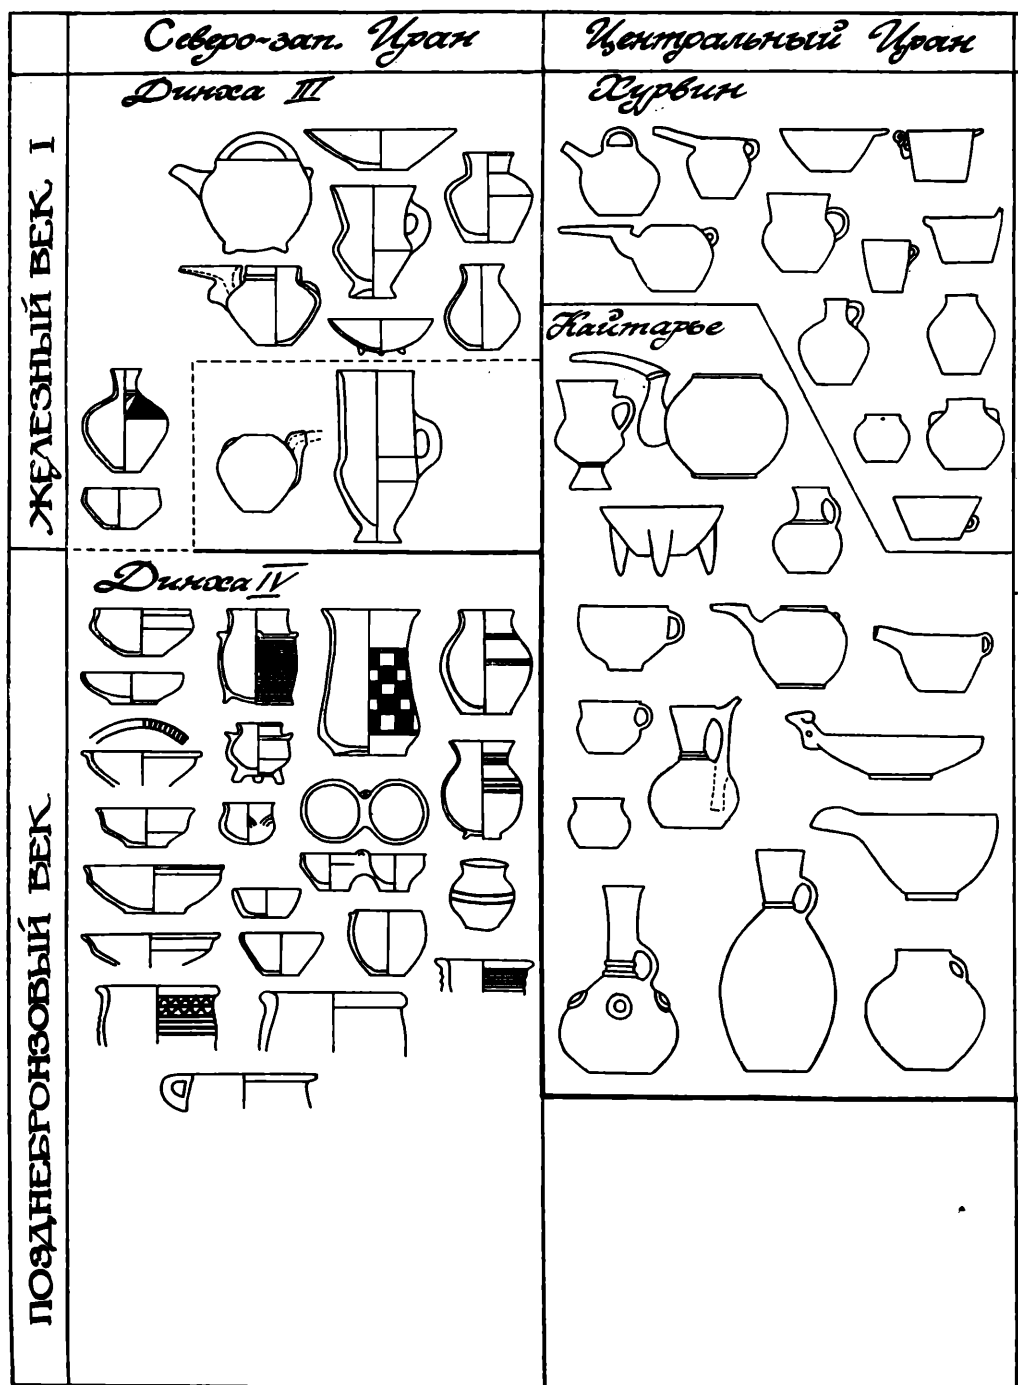 Северо-зап. Иран
Центральный Иран
ЖЕЛЕЗНЫЙ ВЕК I
Динха III
Хурвин
Кайтарье
ПОЗДНЕБРОНЗОВЫЙ ВЕК
Динха IV